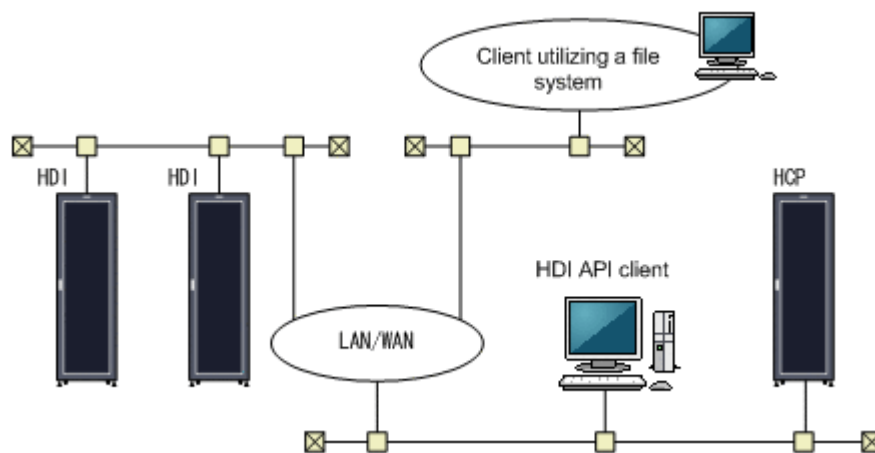 Client utilizing a file
system
HDI
HDI
HCP
HDI API client
LAN/WAN